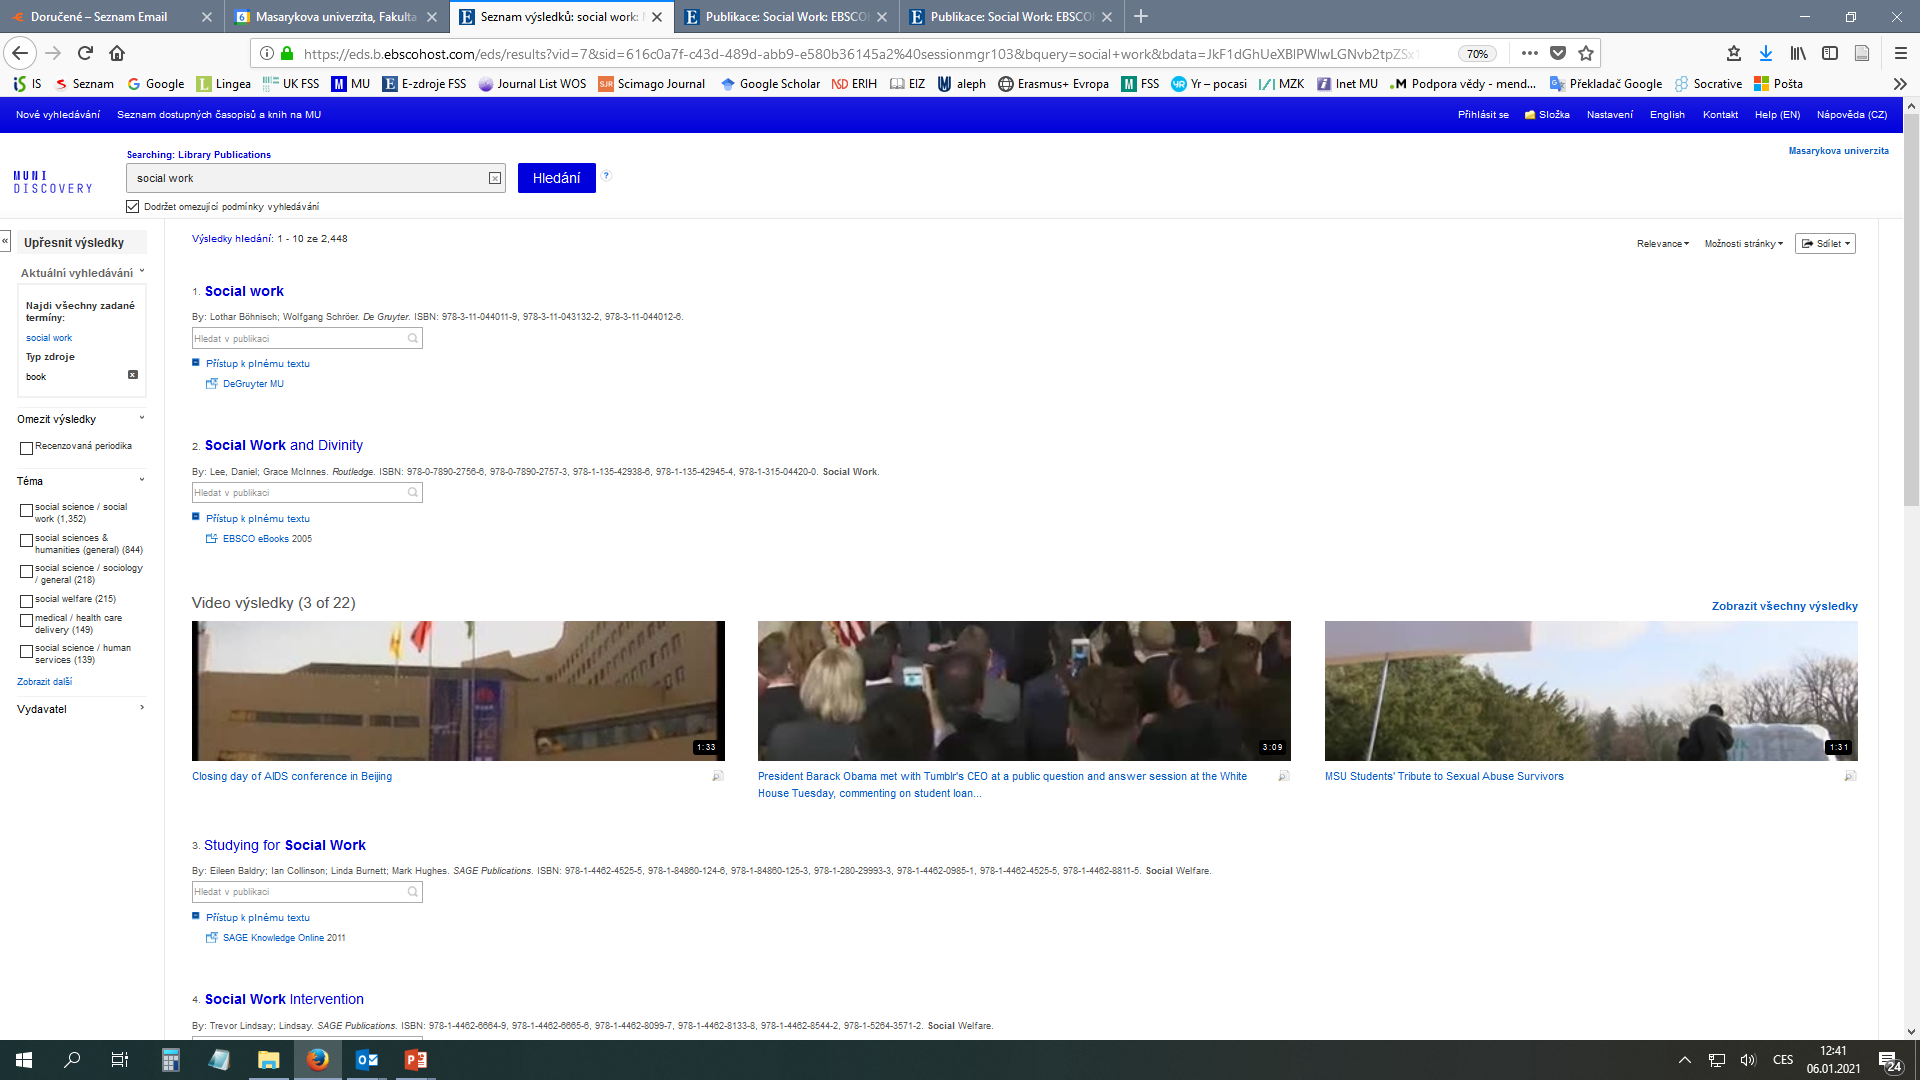 Doručené – Seznam Email
Masarykova univerzita, Fakulta
Seznam výsledků: social work:
Publikace: Social Work: EBSCO
Publikace: Social Work: EBSCO
https://eds.b.ebscohost.com/eds/results?vid=7&sid=616c0a7f-c43d-489d-abb9-e580b36145a2%40sessionmgr103&bquery=social+work&bdata=JkF1dGhUeXBlPWlwLGNvb2tpZSx1
70%
IS
Seznam
Google
Lingea
UK FSS
MU
E-zdroje FSS
Journal List WOS
Scimago Journal
Google Scholar
ERIH
EIZ
aleph
Erasmus+ Evropa
FSS
Yr – pocasi
MZK
Inet MU
Podpora vědy - mend...
Překladač Google
Socrative
Pošta
Nové vyhledávání
Seznam dostupných časopisů a knih na MU
Přihlásit se
Složka
Nastavení
English
Kontakt
Help (EN)
Nápověda (CZ)
Masarykova univerzita
MUNI
DISCOVERY
Searching: Library Publications
social work
Hledání
Dodržet omezující podmínky vyhledávání
Upřesnit výsledky
Aktuální vyhledávání
Najdi všechny zadané
termíny:
social work
Typ zdroje
book
Omezit výsledky
Recenzovaná periodika
Téma
social science / social
work (1,352)
social sciences &
humanities (general) (844)
social science / sociology
/ general (218)
social welfare (215)
medical / health care
delivery (149)
social science / human
services (139)
Zobrazit další
Vydavatel
Výsledky hledání: 1 - 10 ze 2,448
Relevance
Možnosti stránky
Sdílet
1. Social work
By: Lothar Böhnisch; Wolfgang Schröer. De Gruyter. ISBN: 978-3-11-044011-9, 978-3-11-043132-2, 978-3-11-044012-6.
Hledat v publikaci
Přístup k plnému textu
DeGruyter MU
2. Social Work and Divinity
By: Lee, Daniel; Grace McInnes. Routledge. ISBN: 978-0-7890-2756-6, 978-0-7890-2757-3, 978-1-135-42938-6, 978-1-135-42945-4, 978-1-315-04420-0. Social Work.
Hledat v publikaci
Přístup k plnému textu
EBSCO eBooks 2005
Video výsledky (3 of 22)
Zobrazit všechny výsledky
1:33
3:09
1:31
Closing day of AIDS conference in Beijing
President Barack Obama met with Tumblr's CEO at a public question and answer session at the White
House Tuesday, commenting on student loan...
MSU Students' Tribute to Sexual Abuse Survivors
3. Studying for Social Work
By: Eileen Baldry; Ian Collinson; Linda Burnett; Mark Hughes. SAGE Publications. ISBN: 978-1-4462-4525-5, 978-1-84860-124-6, 978-1-84860-125-3, 978-1-280-29993-3, 978-1-4462-0985-1, 978-1-4462-4525-5, 978-1-4462-8811-5. Social Welfare.
Hledat v publikaci
Přístup k plnému textu
SAGE Knowledge Online 2011
4. Social Work Intervention
By: Trevor Lindsay; Lindsay. SAGE Publications. ISBN: 978-1-4462-6664-9, 978-1-4462-6665-6, 978-1-4462-8099-7, 978-1-4462-8133-8, 978-1-4462-8544-2, 978-1-5264-3571-2. Social Welfare.
CES
12:41
06.01.2021
24